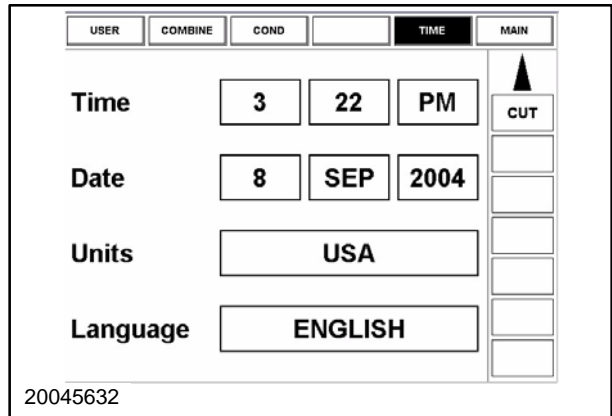 USER COMBINE COND TIME MAIN
Time 3 22 PM
CUT
Date 8 SEP 2004
Units USA
Language ENGLISH
20045632